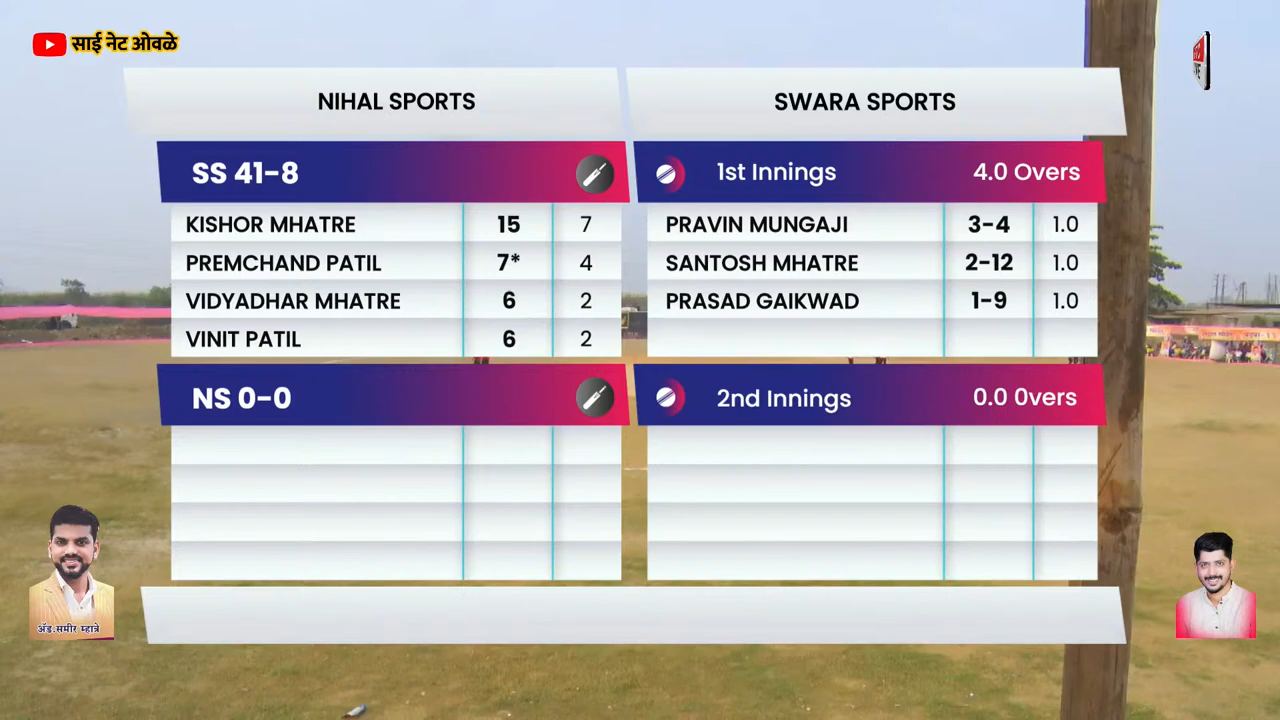 साई नेट ओवळे
NIHAL SPORTS
SWARA SPORTS
SS 41-8
1st Innings 4.0 Overs
KISHOR MHATRE 15 7
PREMCHAND PATIL 7* 4
VIDYADHAR MHATRE 6 2
VINIT PATIL 6 2
PRAVIN MUNGAJI 3-4 1.0
SANTOSH MHATRE 2-12 1.0
PRASAD GAIKWAD 1-9 1.0
NS 0-0
2nd Innings 0.0 0vers
अ‍ॅड.समीर म्हात्रे